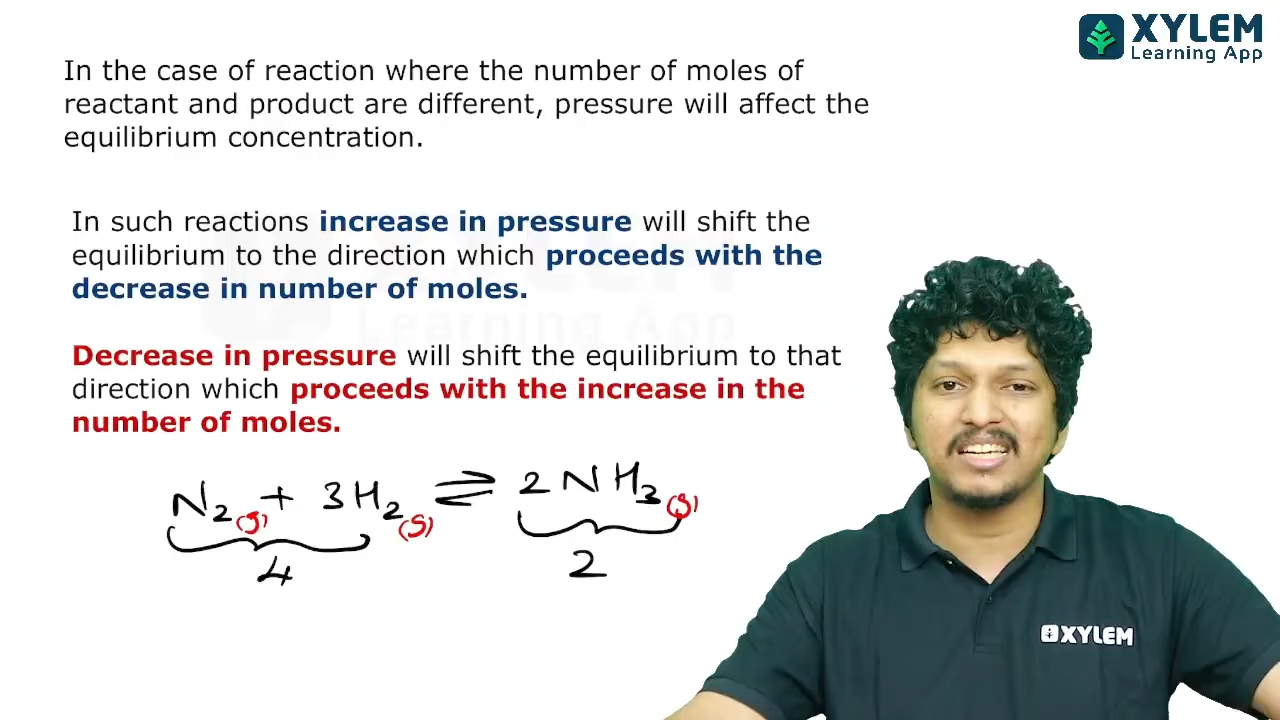 XYLEM
Learning App
In the case of reaction where the number of moles of
reactant and product are different, pressure will affect the
equilibrium concentration.
In such reactions increase in pressure will shift the
equilibrium to the direction which proceeds with the
decrease in number of moles.
Decrease in pressure will shift the equilibrium to that
direction which proceeds with the increase in the
number of moles.
N₂(g) + 3H₂(g) ⇌ 2NH₃(g)
4 2
XYLEM
Learning App
XYLEM